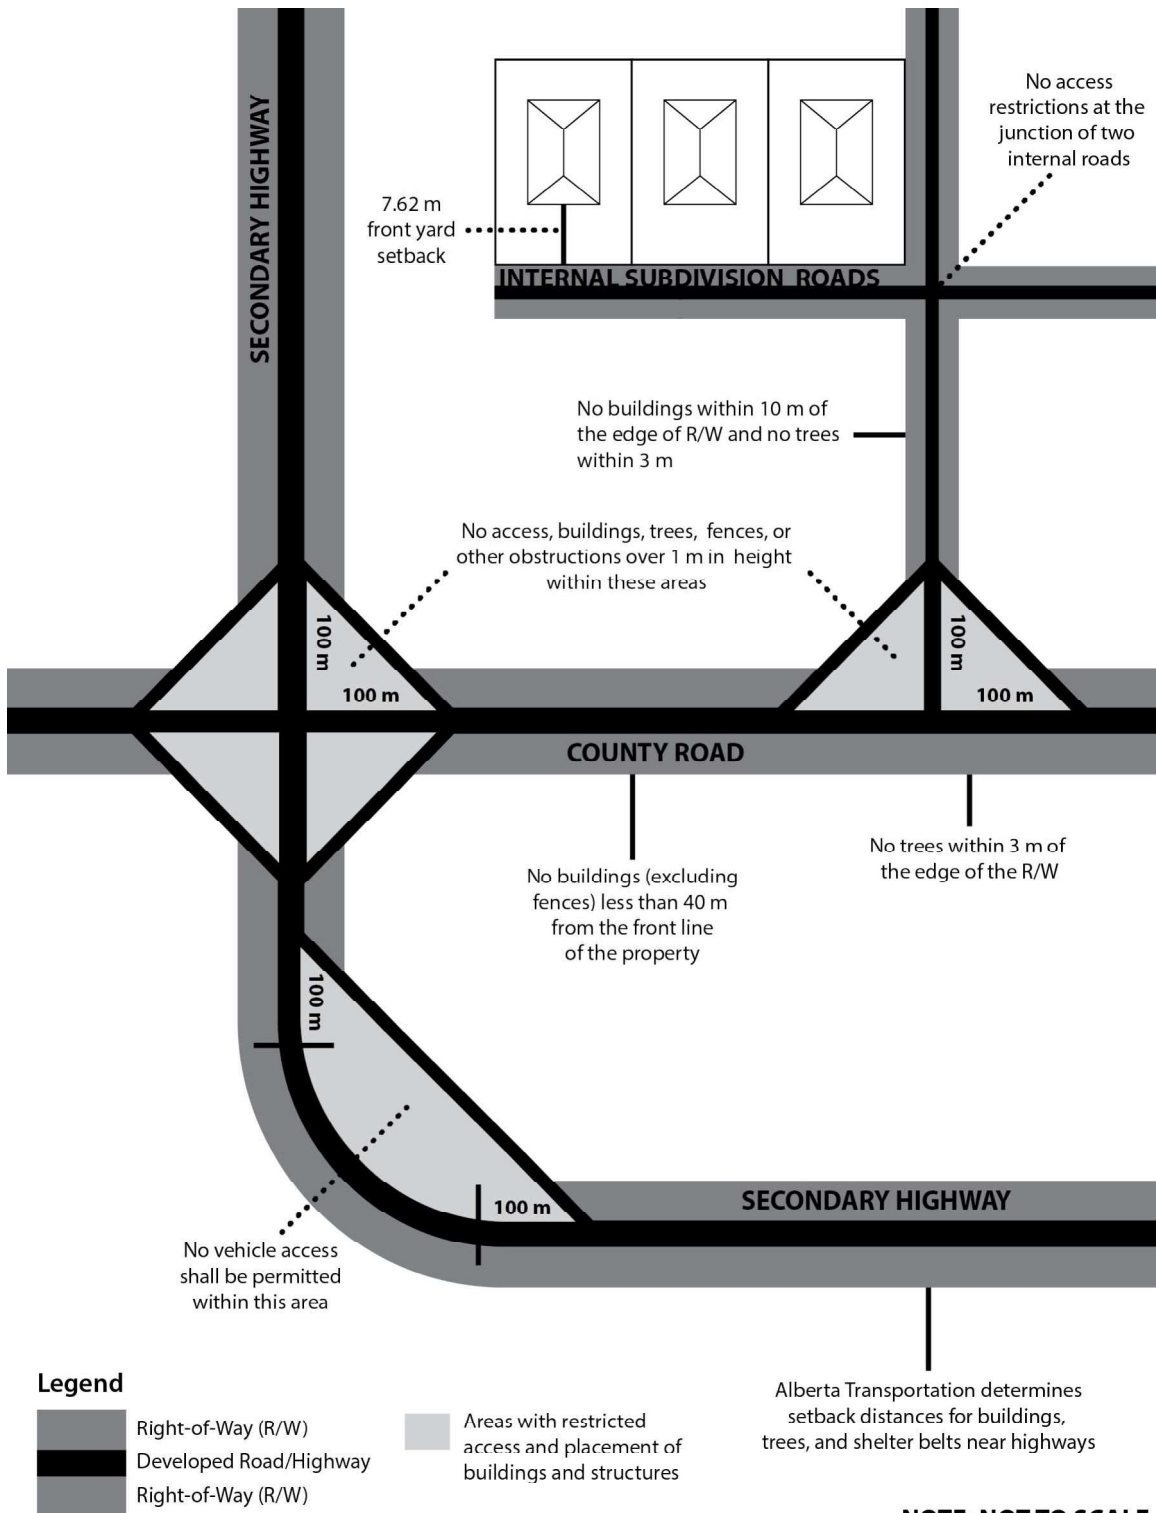 SECONDARY HIGHWAY
No access
restrictions at the
junction of two
internal roads
7.62 m
front yard
setback
INTERNAL SUBDIVISION ROADS
No buildings within 10 m of
the edge of R/W and no trees
within 3 m
No access, buildings, trees, fences, or
other obstructions over 1 m in height
within these areas
100 m
100 m
100 m
100 m
COUNTY ROAD
No trees within 3 m of
the edge of the R/W
No buildings (excluding
fences) less than 40 m
from the front line
of the property
100 m
100 m
SECONDARY HIGHWAY
No vehicle access
shall be permitted
within this area
Alberta Transportation determines
setback distances for buildings,
trees, and shelter belts near highways
Legend
Right-of-Way (R/W)
Developed Road/Highway
Right-of-Way (R/W)
Areas with restricted
access and placement of
buildings and structures
NOTE: NOT TO SCALE